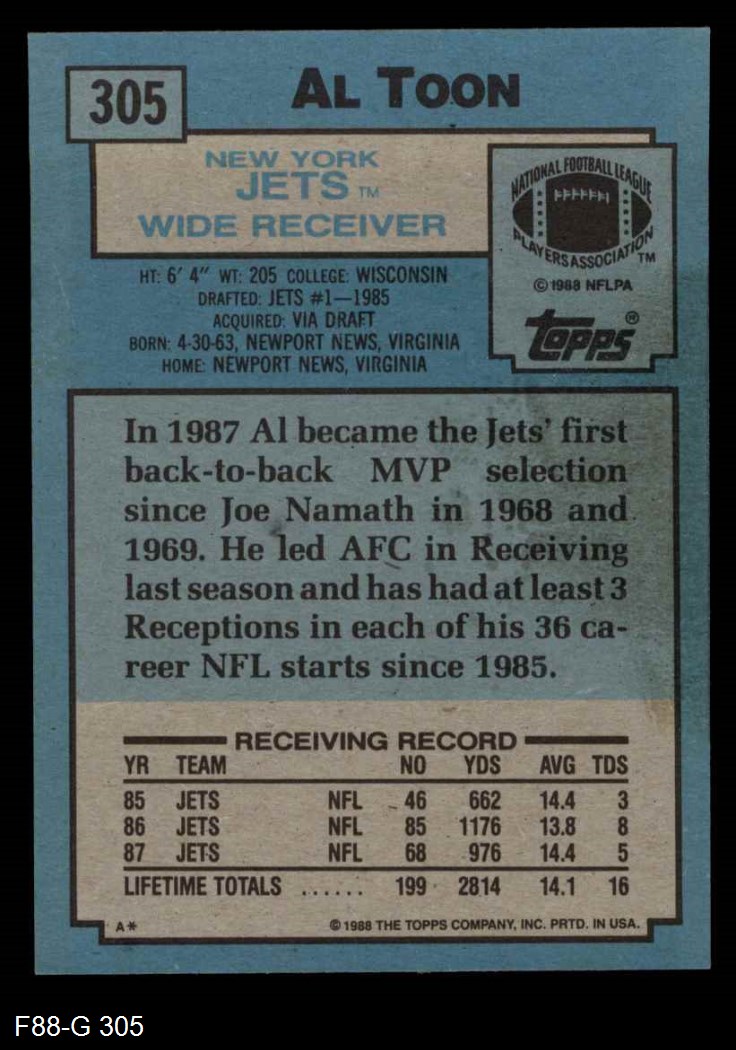 305
AL TOON
NEW YORK
JETS TM
WIDE RECEIVER
NATIONAL FOOTBALL LEAGUE
PLAYERS ASSOCIATION TM
© 1988 NFLPA
topps®
HT: 6' 4" WT: 205 COLLEGE: WISCONSIN
DRAFTED: JETS #1—1985
ACQUIRED: VIA DRAFT
BORN: 4-30-63, NEWPORT NEWS, VIRGINIA
HOME: NEWPORT NEWS, VIRGINIA
In 1987 Al became the Jets' first
back-to-back MVP selection
since Joe Namath in 1968 and
1969. He led AFC in Receiving
last season and has had at least 3
Receptions in each of his 36 ca-
reer NFL starts since 1985.
RECEIVING RECORD
YR TEAM NO YDS AVG TDS
85 JETS NFL 46 662 14.4 3
86 JETS NFL 85 1176 13.8 8
87 JETS NFL 68 976 14.4 5
LIFETIME TOTALS ...... 199 2814 14.1 16
A* © 1988 THE TOPPS COMPANY, INC. PRTD. IN USA.
F88-G 305